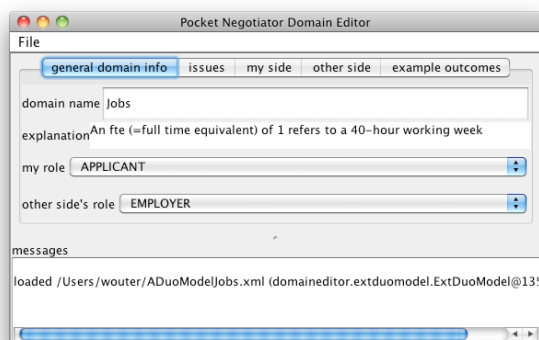 Pocket Negotiator Domain Editor
File
general domain info issues my side other side example outcomes
domain name Jobs
explanation An fte (=full time equivalent) of 1 refers to a 40-hour working week
my role APPLICANT
other side's role EMPLOYER
messages
loaded /Users/wouter/ADuoModelJobs.xml (domaineditor.extduomodel.ExtDuoModel@135